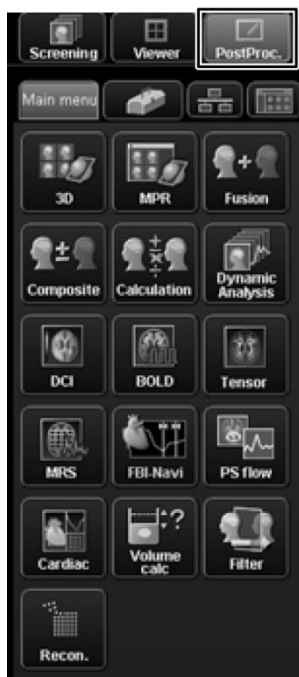 Screening Viewer PostProc.
Main menu
3D MPR Fusion
Composite Calculation Dynamic
Analysis
DCI BOLD Tensor
MRS FBI-Navi PS flow
Cardiac Volume
calc Filter
Recon.